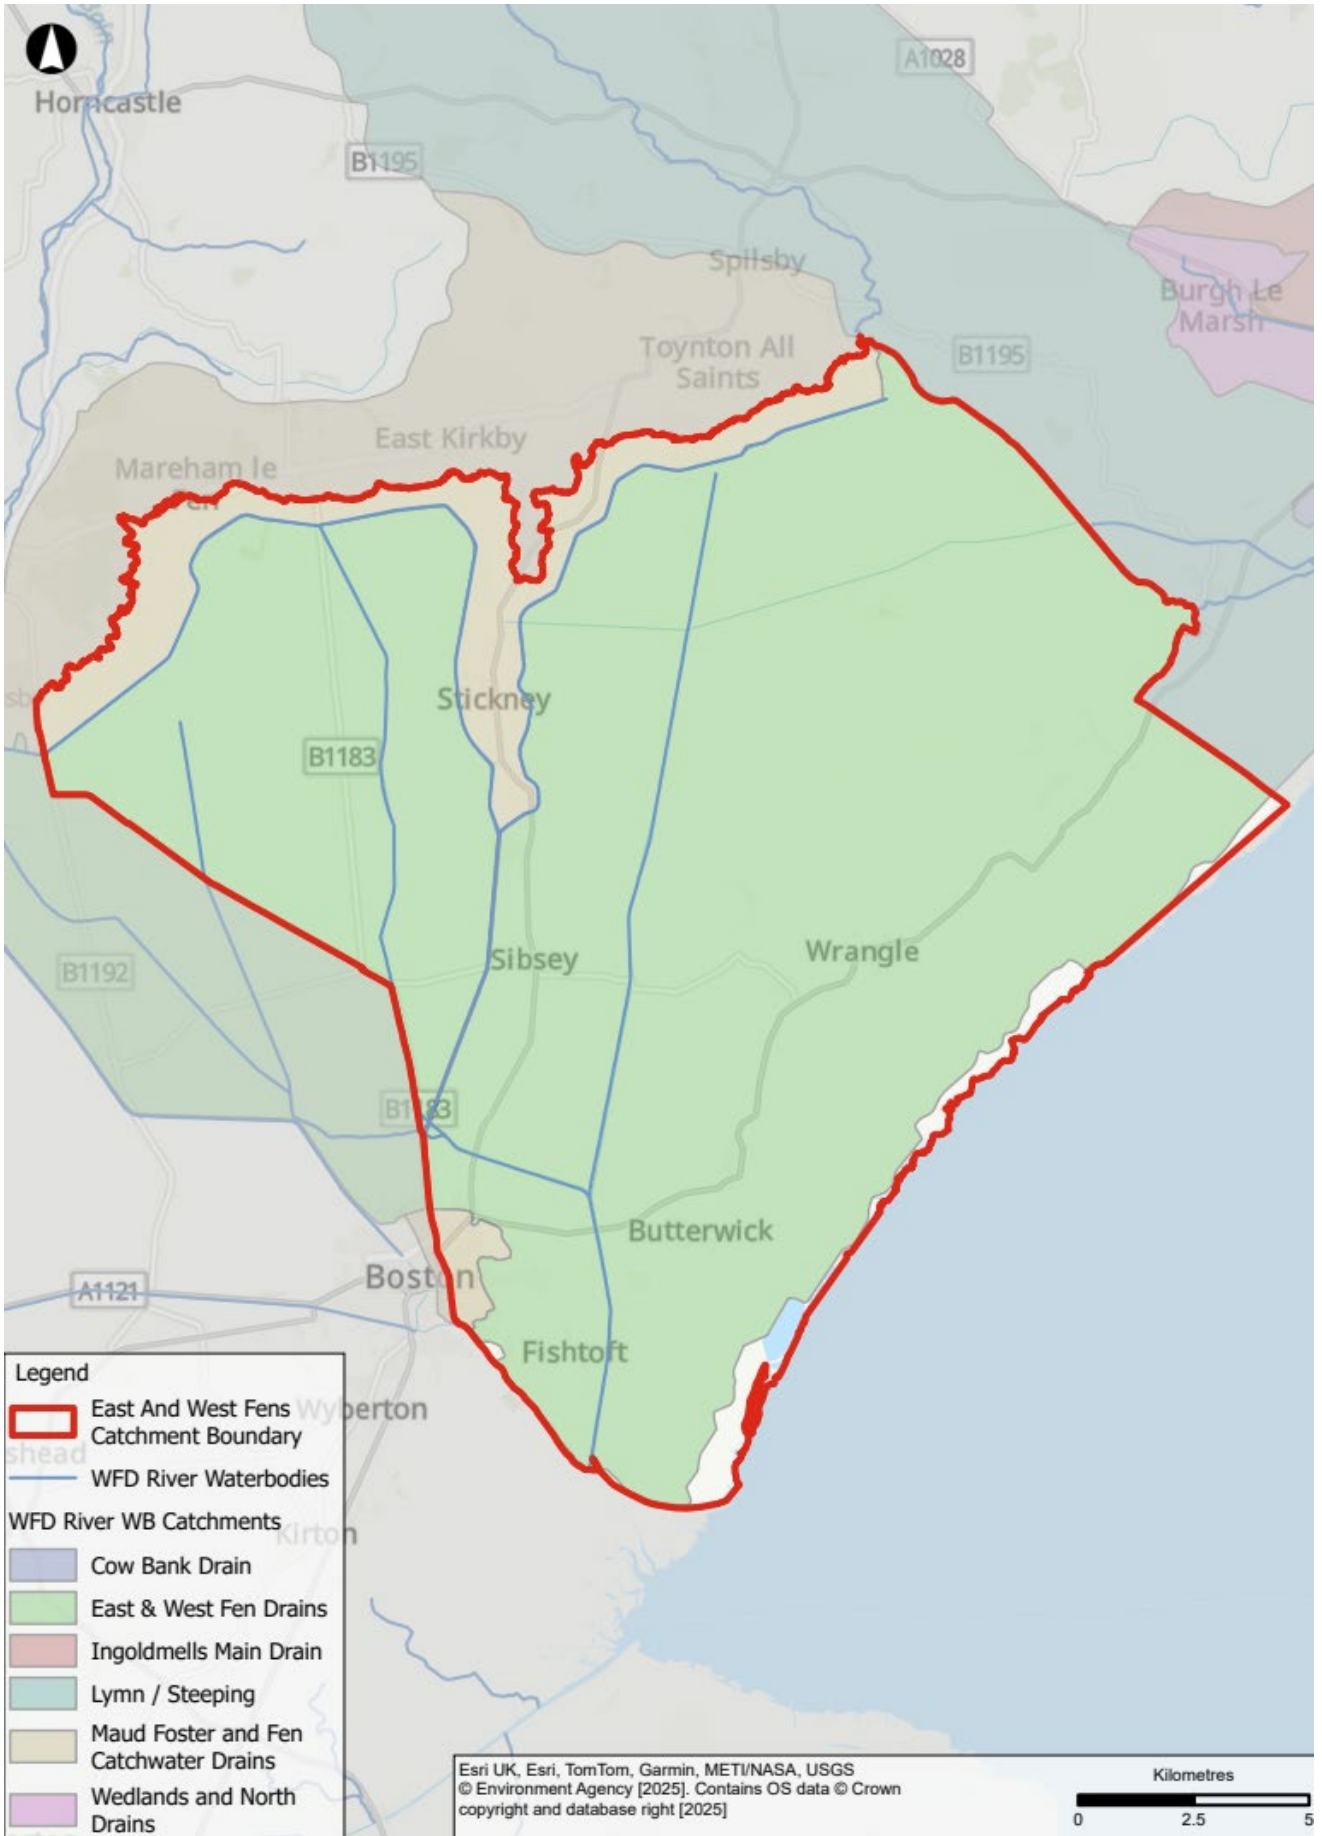 Horncastle
A1028
B1195
Spilsby
Burgh Le
Marsh
Toynton All
Saints
B1195
East Kirkby
Mareham le
Fen
Stickney
B1183
Sibsey
Wrangle
B1192
B1183
Butterwick
Boston
A1121
Fishtoft
Wyberton
shead
Kirton
Legend
East And West Fens
Catchment Boundary
WFD River Waterbodies
WFD River WB Catchments
Cow Bank Drain
East & West Fen Drains
Ingoldmells Main Drain
Lymn / Steeping
Maud Foster and Fen
Catchwater Drains
Wedlands and North
Drains
Esri UK, Esri, TomTom, Garmin, METI/NASA, USGS
© Environment Agency [2025]. Contains OS data © Crown
copyright and database right [2025]
Kilometres
0 2.5 5